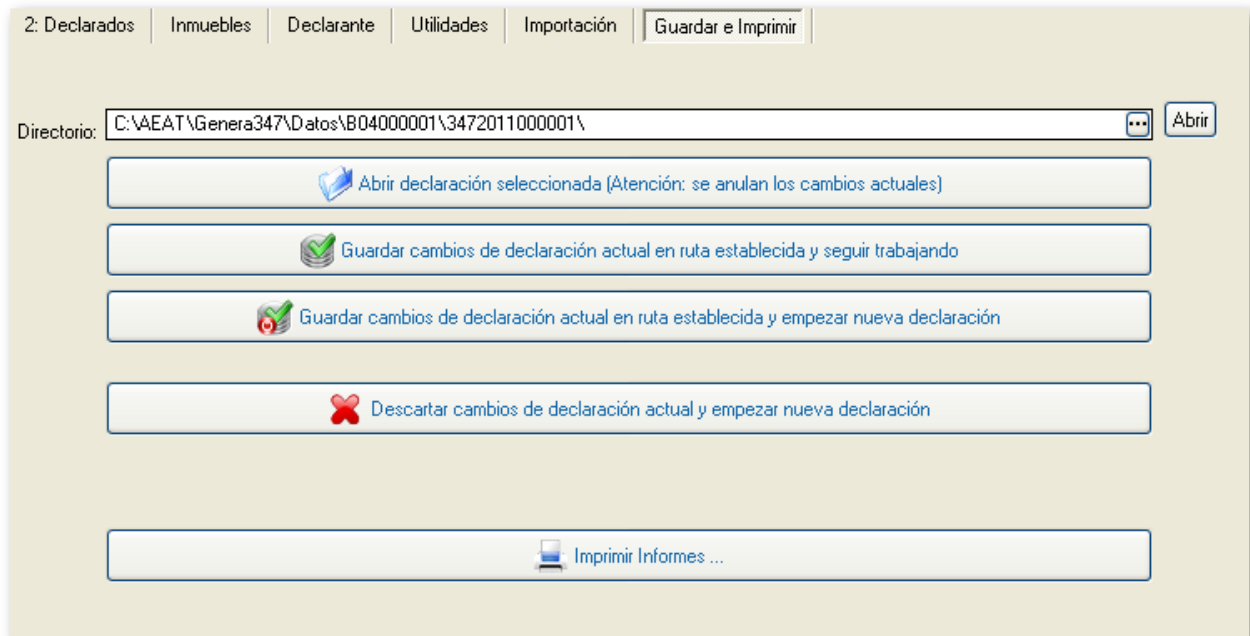 2: Declarados Inmuebles Declarante Utilidades Importación Guardar e Imprimir
Directorio: C:\AEAT\Genera347\Datos\B04000001\3472011000001\ ... Abrir
Abrir declaración seleccionada (Atención: se anulan los cambios actuales)
Guardar cambios de declaración actual en ruta establecida y seguir trabajando
Guardar cambios de declaración actual en ruta establecida y empezar nueva declaración
Descartar cambios de declaración actual y empezar nueva declaración
Imprimir Informes ...